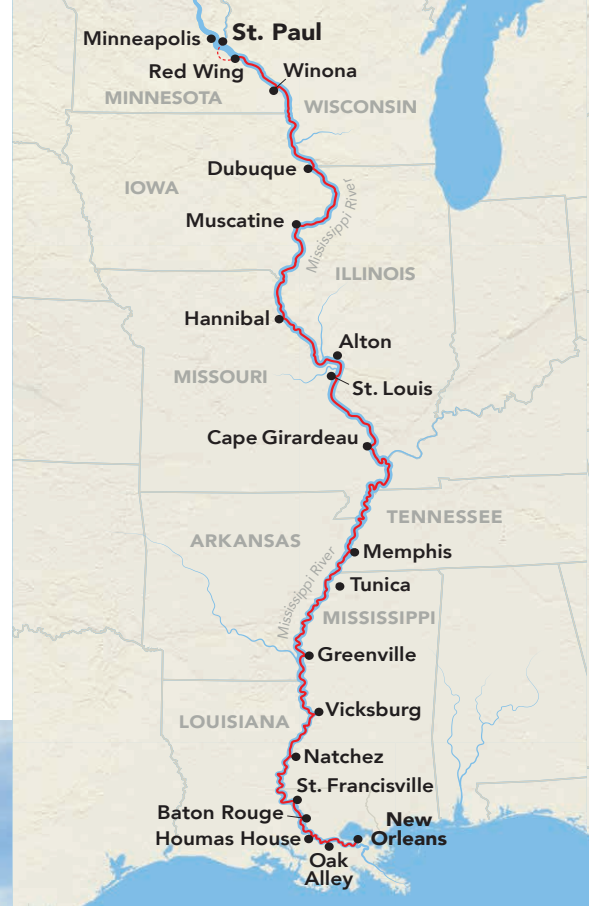 Minneapolis
St. Paul
Red Wing
Winona
MINNESOTA
WISCONSIN
Dubuque
IOWA
Mississippi River
Muscatine
ILLINOIS
Hannibal
Alton
MISSOURI
St. Louis
Cape Girardeau
TENNESSEE
ARKANSAS
Memphis
Mississippi River
Tunica
MISSISSIPPI
Greenville
Vicksburg
LOUISIANA
Natchez
St. Francisville
Baton Rouge
New
Orleans
Houmas House
Oak
Alley